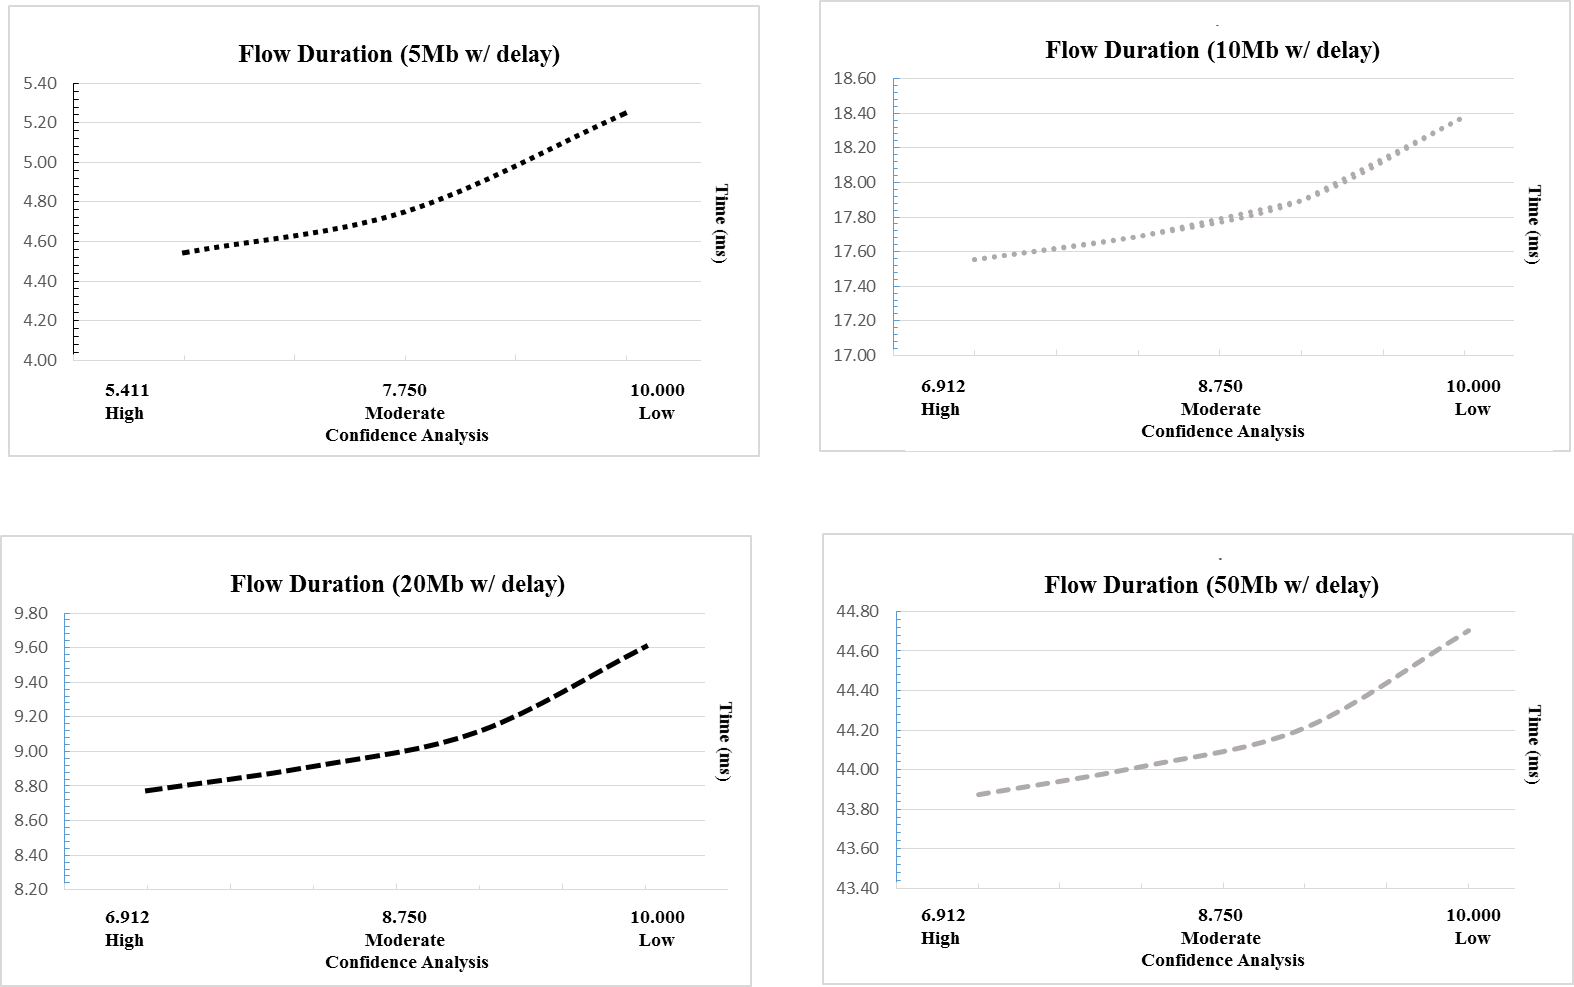 Flow Duration (5Mb w/ delay)
5.40
5.20
5.00
4.80
4.60
4.40
4.20
4.00
Time (ms)
5.411 7.750 10.000
High Moderate Low
Confidence Analysis
Flow Duration (10Mb w/ delay)
18.60
18.40
18.20
18.00
17.80
17.60
17.40
17.20
17.00
Time (ms)
6.912 8.750 10.000
High Moderate Low
Confidence Analysis
Flow Duration (20Mb w/ delay)
9.80
9.60
9.40
9.20
9.00
8.80
8.60
8.40
8.20
Time (ms)
6.912 8.750 10.000
High Moderate Low
Confidence Analysis
Flow Duration (50Mb w/ delay)
44.80
44.60
44.40
44.20
44.00
43.80
43.60
43.40
Time (ms)
6.912 8.750 10.000
High Moderate Low
Confidence Analysis